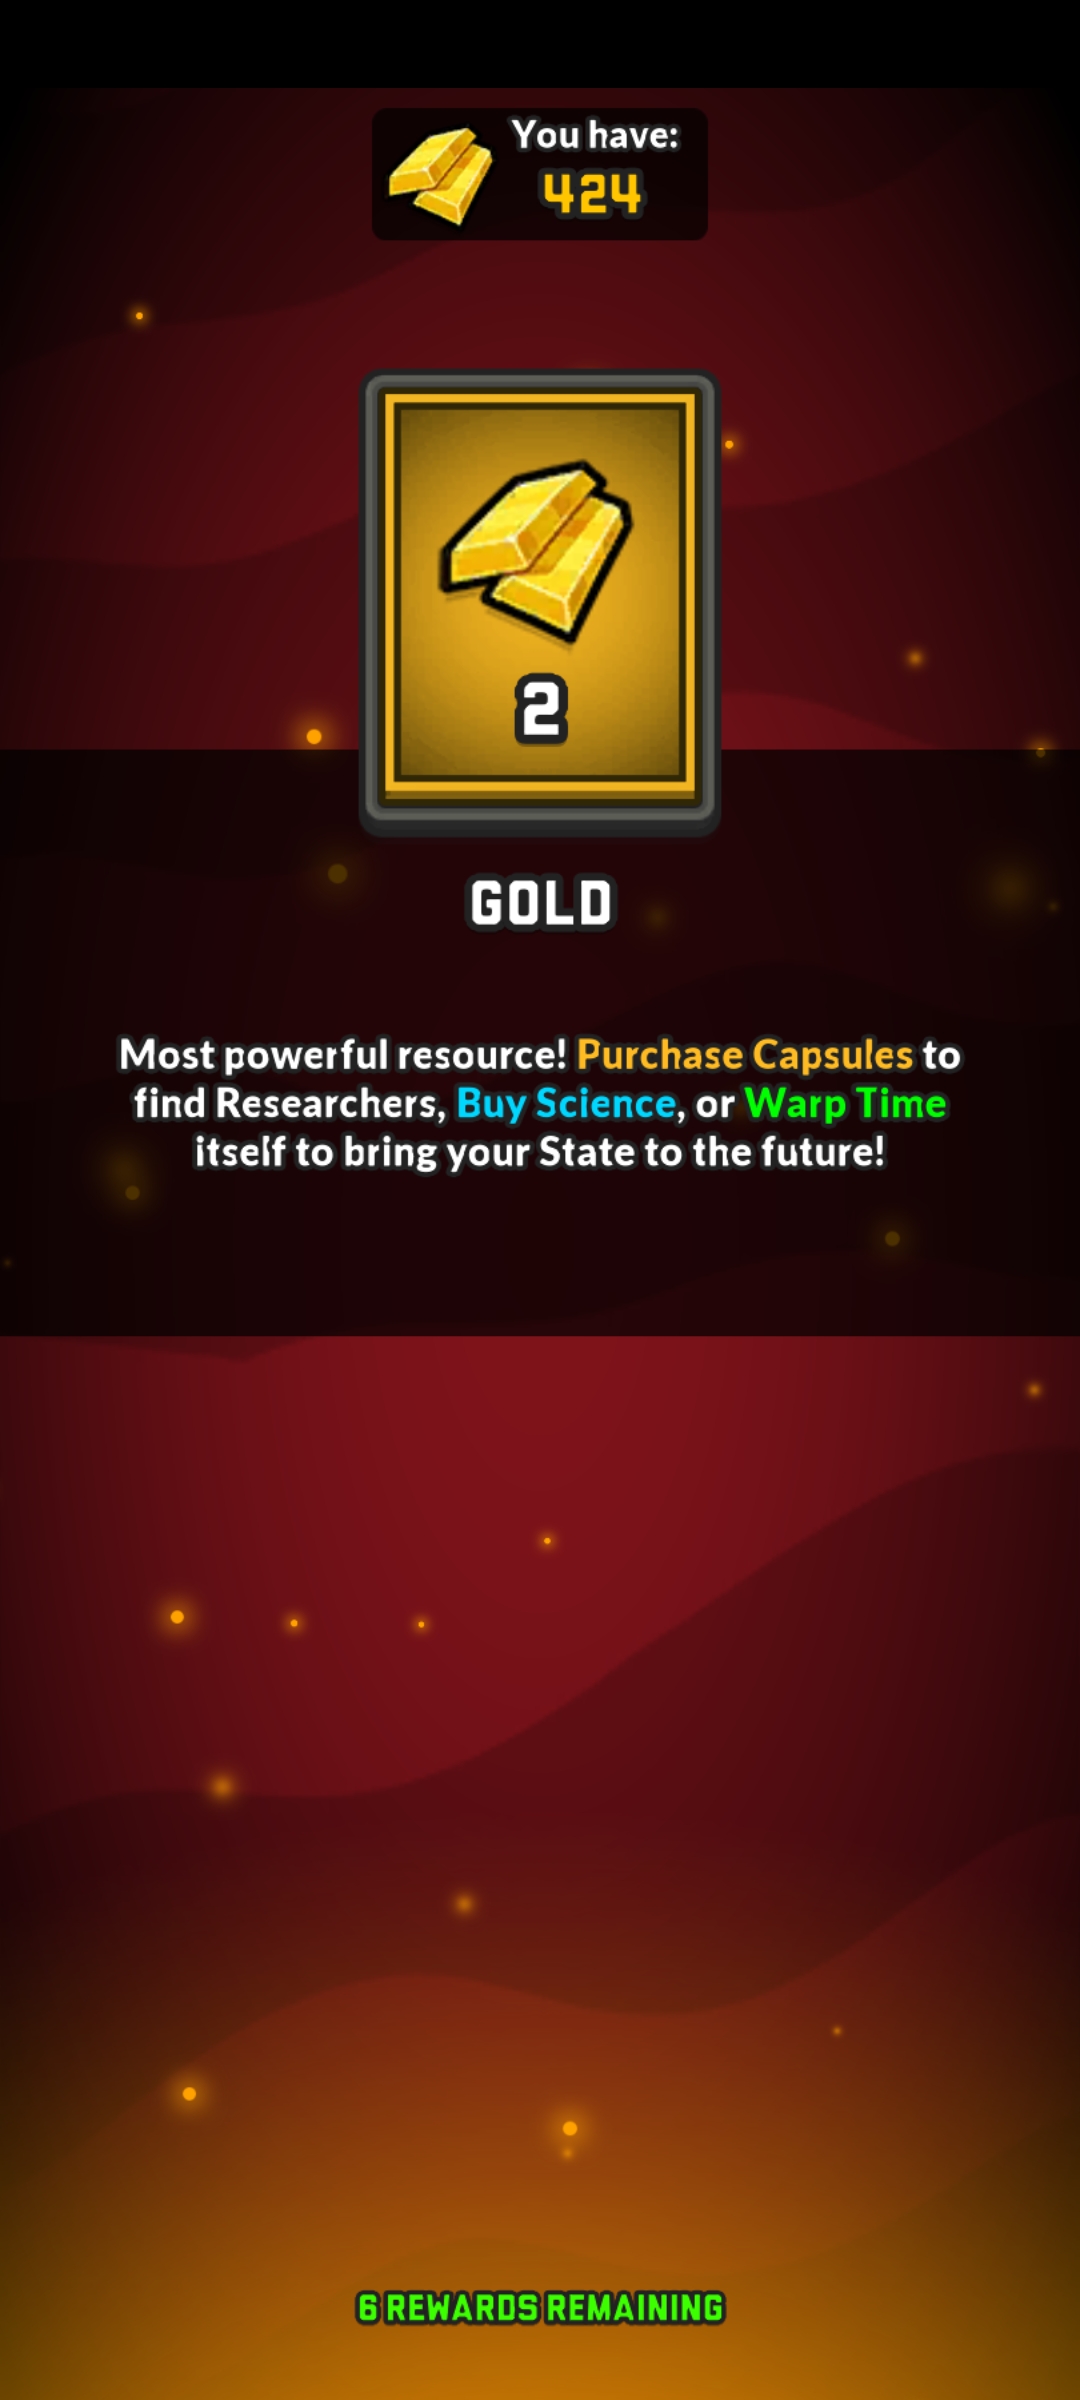 You have:
424
2
GOLD
Most powerful resource! Purchase Capsules to
find Researchers, Buy Science, or Warp Time
itself to bring your State to the future!
6 REWARDS REMAINING